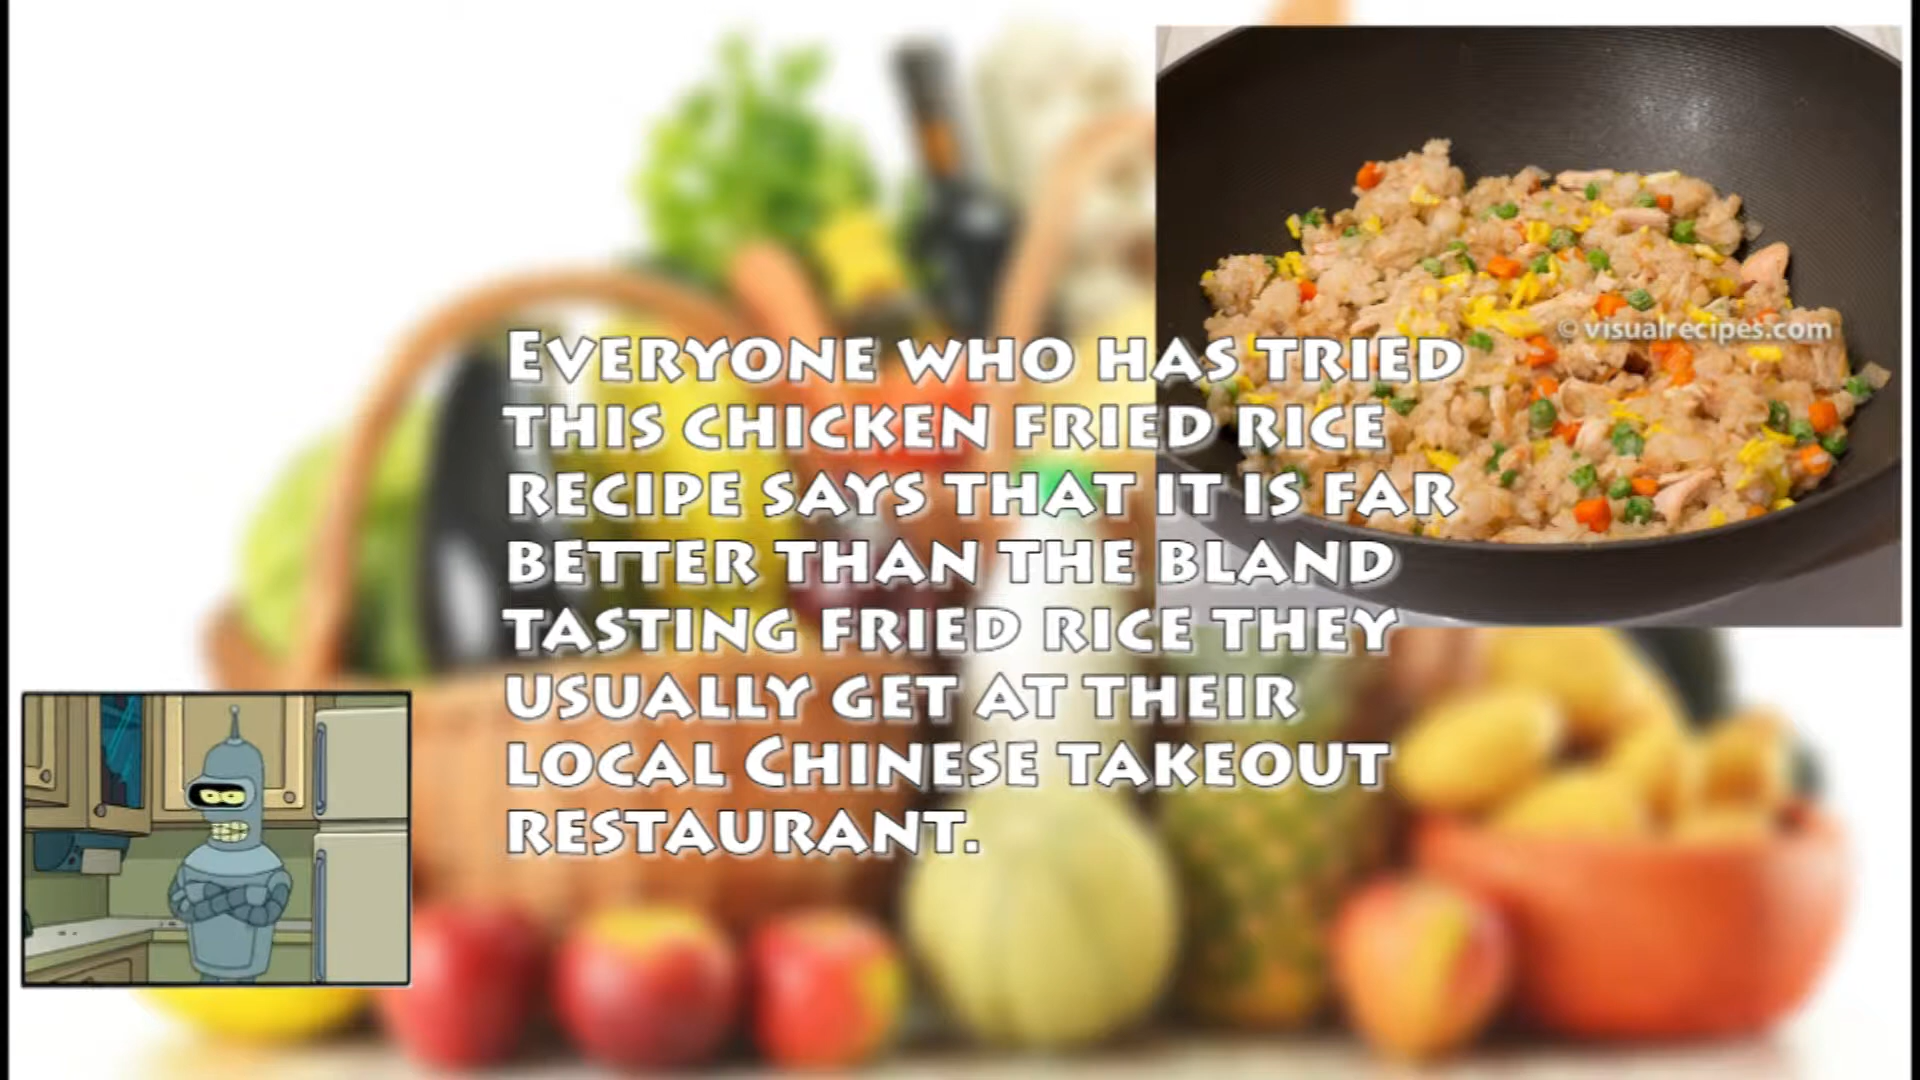 © visualrecipes.com
Everyone who has tried
this chicken fried rice
recipe says that it is far
better than the bland
tasting fried rice they
usually get at their
local Chinese takeout
restaurant.